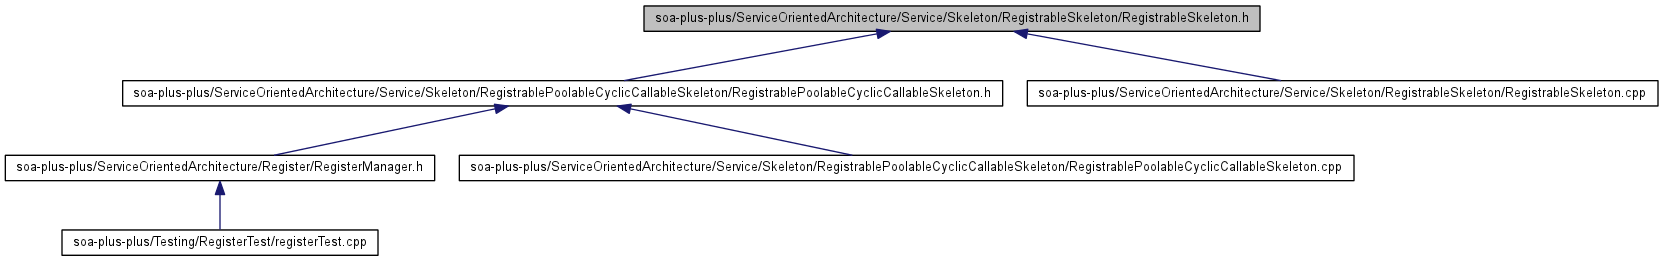 soa-plus-plus/ServiceOrientedArchitecture/Service/Skeleton/RegistrableSkeleton/RegistrableSkeleton.h
soa-plus-plus/ServiceOrientedArchitecture/Service/Skeleton/RegistrablePoolableCyclicCallableSkeleton/RegistrablePoolableCyclicCallableSkeleton.h
soa-plus-plus/ServiceOrientedArchitecture/Service/Skeleton/RegistrableSkeleton/RegistrableSkeleton.cpp
soa-plus-plus/ServiceOrientedArchitecture/Register/RegisterManager.h
soa-plus-plus/ServiceOrientedArchitecture/Service/Skeleton/RegistrablePoolableCyclicCallableSkeleton/RegistrablePoolableCyclicCallableSkeleton.cpp
soa-plus-plus/Testing/RegisterTest/registerTest.cpp